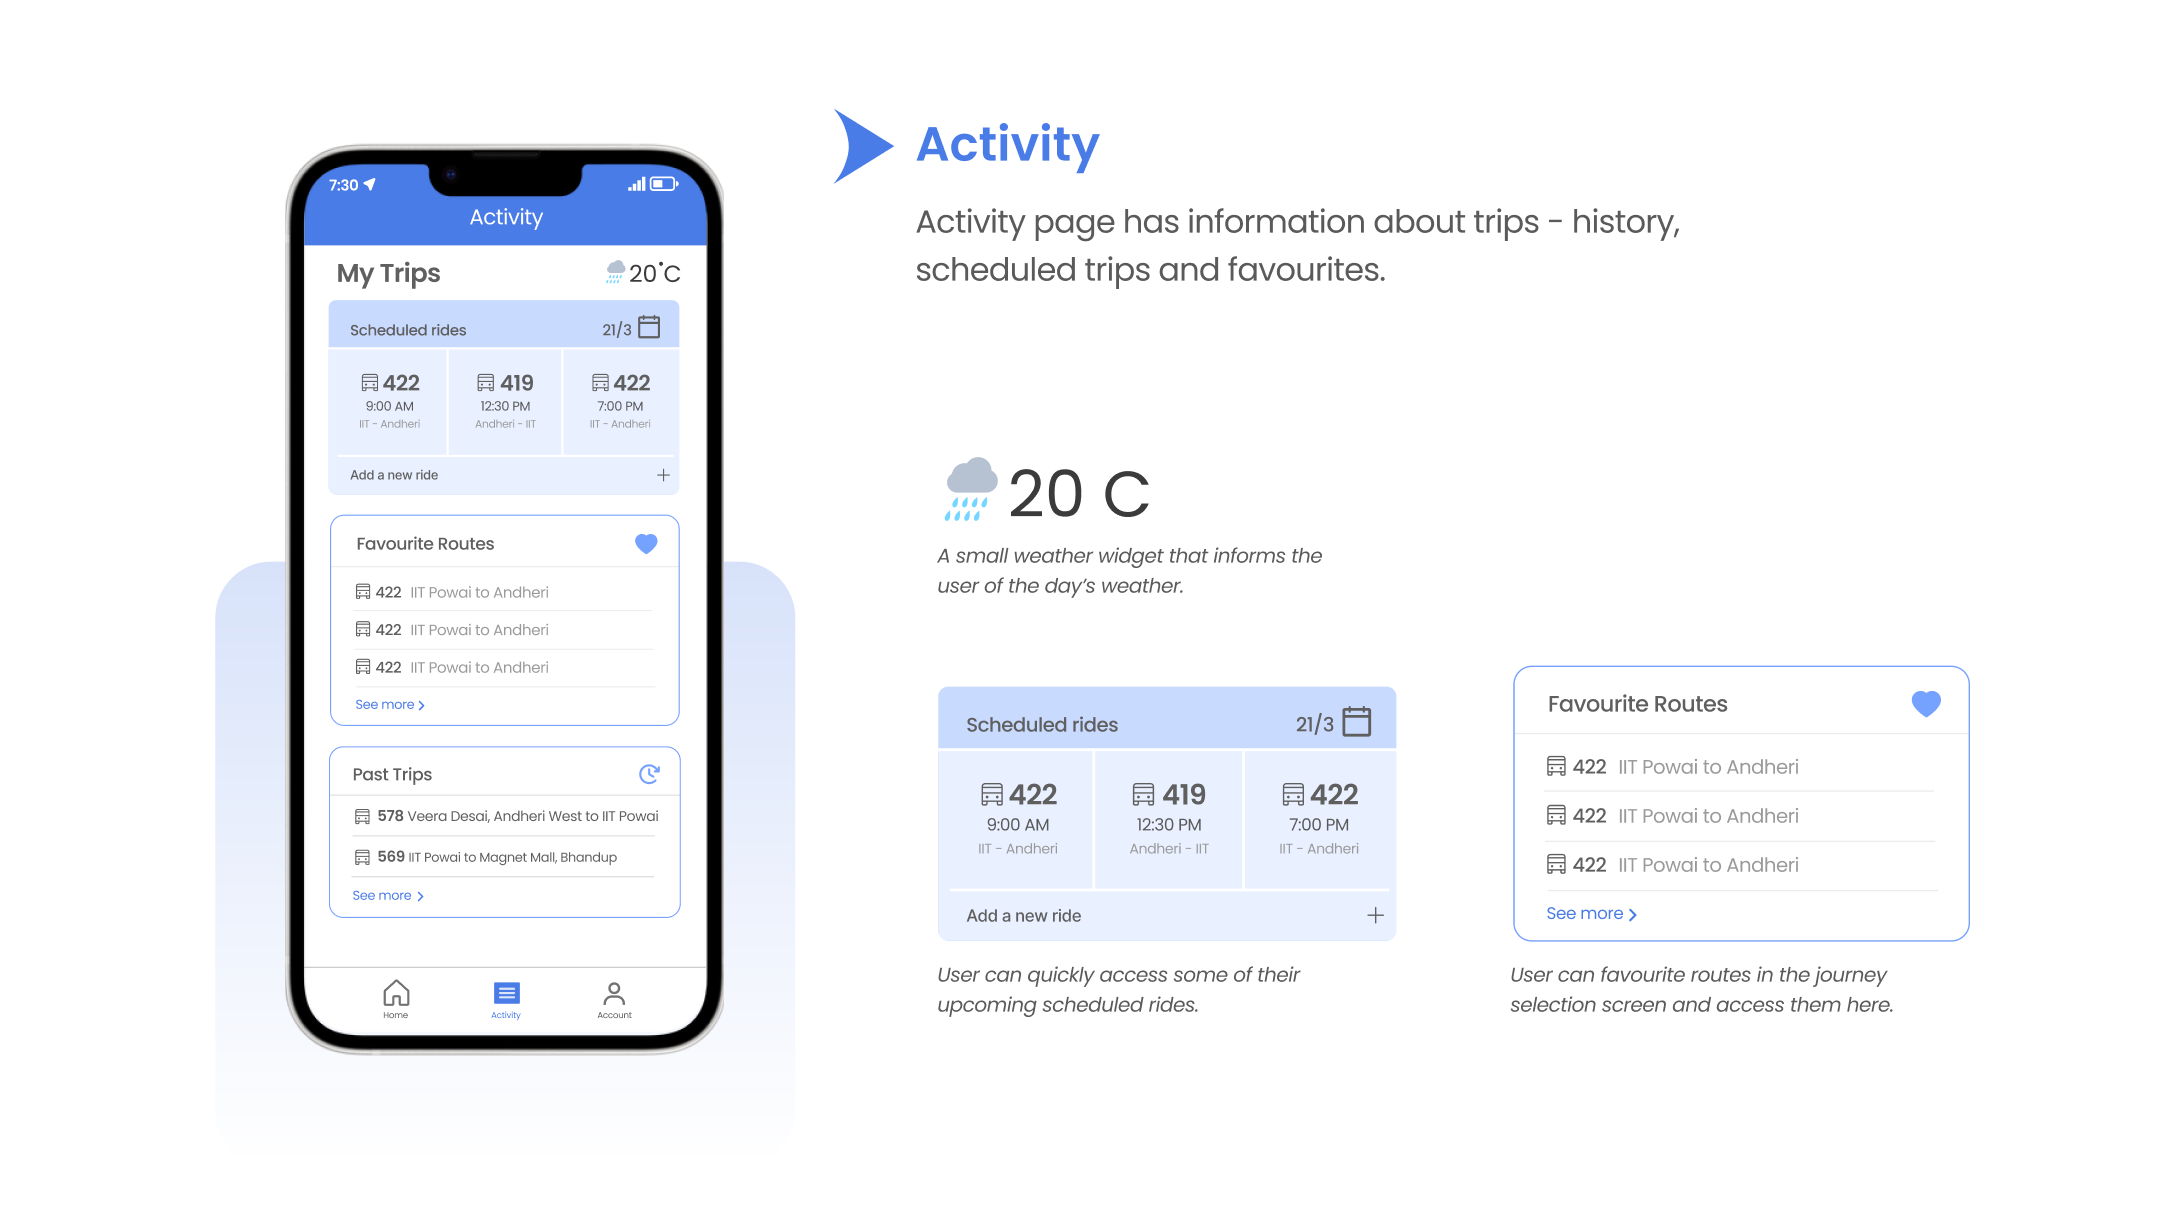 7:30
Activity
My Trips
20°C
Scheduled rides
21/3
422
419
422
9:00 AM
12:30 PM
7:00 PM
IIT - Andheri
Andheri - IIT
IIT - Andheri
Add a new ride
+
Favourite Routes
422 IIT Powai to Andheri
422 IIT Powai to Andheri
422 IIT Powai to Andheri
See more >
Past Trips
578 Veera Desai, Andheri West to IIT Powai
569 IIT Powai to Magnet Mall, Bhandup
See more >
Home
Activity
Account
Activity
Activity page has information about trips - history,
scheduled trips and favourites.
20 C
A small weather widget that informs the
user of the day's weather.
Scheduled rides
21/3
422
419
422
9:00 AM
12:30 PM
7:00 PM
IIT - Andheri
Andheri - IIT
IIT - Andheri
Add a new ride
+
User can quickly access some of their
upcoming scheduled rides.
Favourite Routes
422 IIT Powai to Andheri
422 IIT Powai to Andheri
422 IIT Powai to Andheri
See more >
User can favourite routes in the journey
selection screen and access them here.